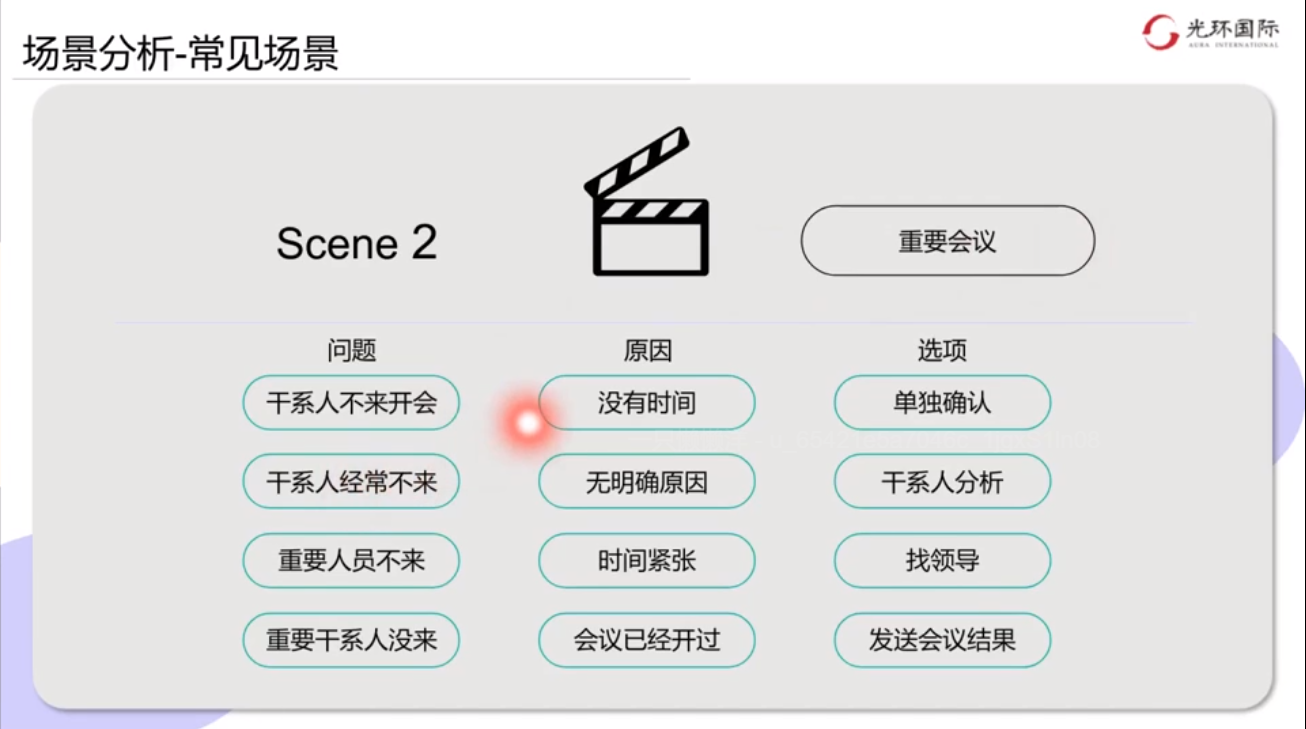 场景分析-常见场景
光环国际
AURA INTERNATIONAL
Scene 2
重要会议
问题 原因 选项
干系人不来开会 没有时间 单独确认
干系人经常不来 无明确原因 干系人分析
重要人员不来 时间紧张 找领导
重要干系人没来 会议已经开过 发送会议结果